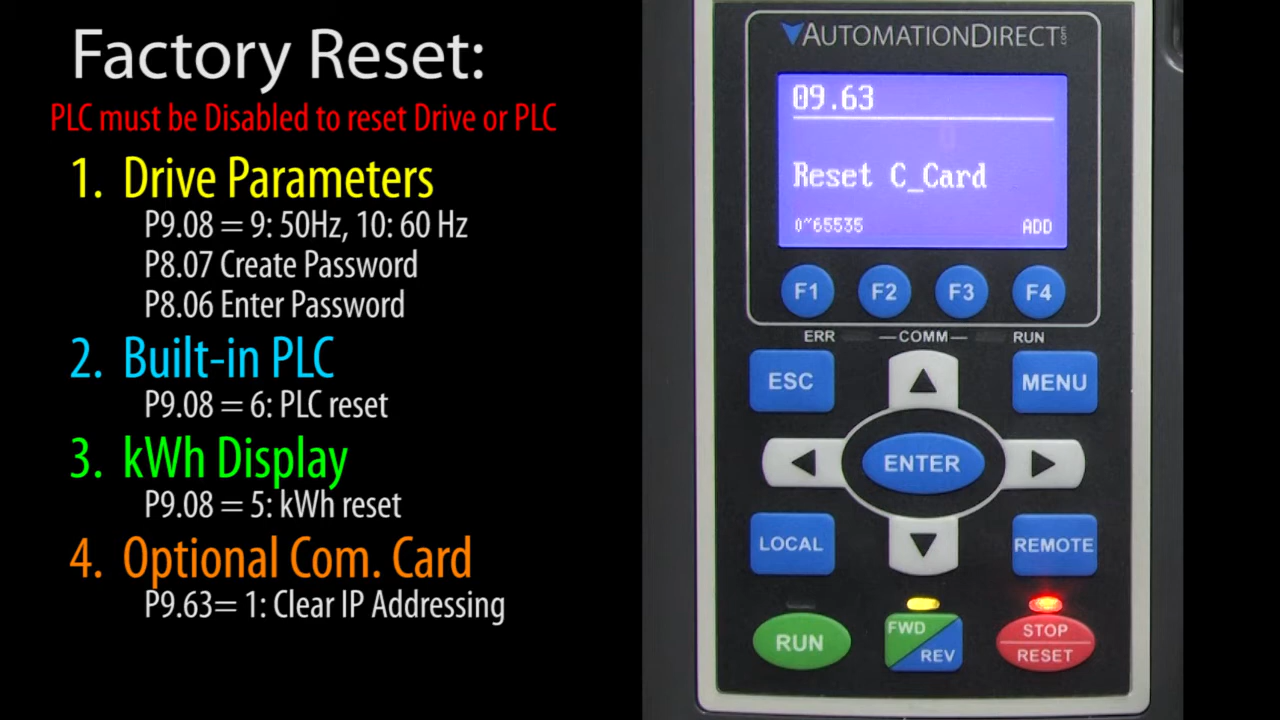 Factory Reset:
PLC must be Disabled to reset Drive or PLC
1. Drive Parameters
P9.08 = 9: 50Hz, 10: 60 Hz
P8.07 Create Password
P8.06 Enter Password
2. Built-in PLC
P9.08 = 6: PLC reset
3. kWh Display
P9.08 = 5: kWh reset
4. Optional Com. Card
P9.63= 1: Clear IP Addressing
AUTOMATIONDIRECT.com
09.63
Reset C_Card
0~65535 ADD
F1 F2 F3 F4
ERR COMM RUN
ESC MENU
ENTER
LOCAL REMOTE
RUN FWD REV STOP RESET